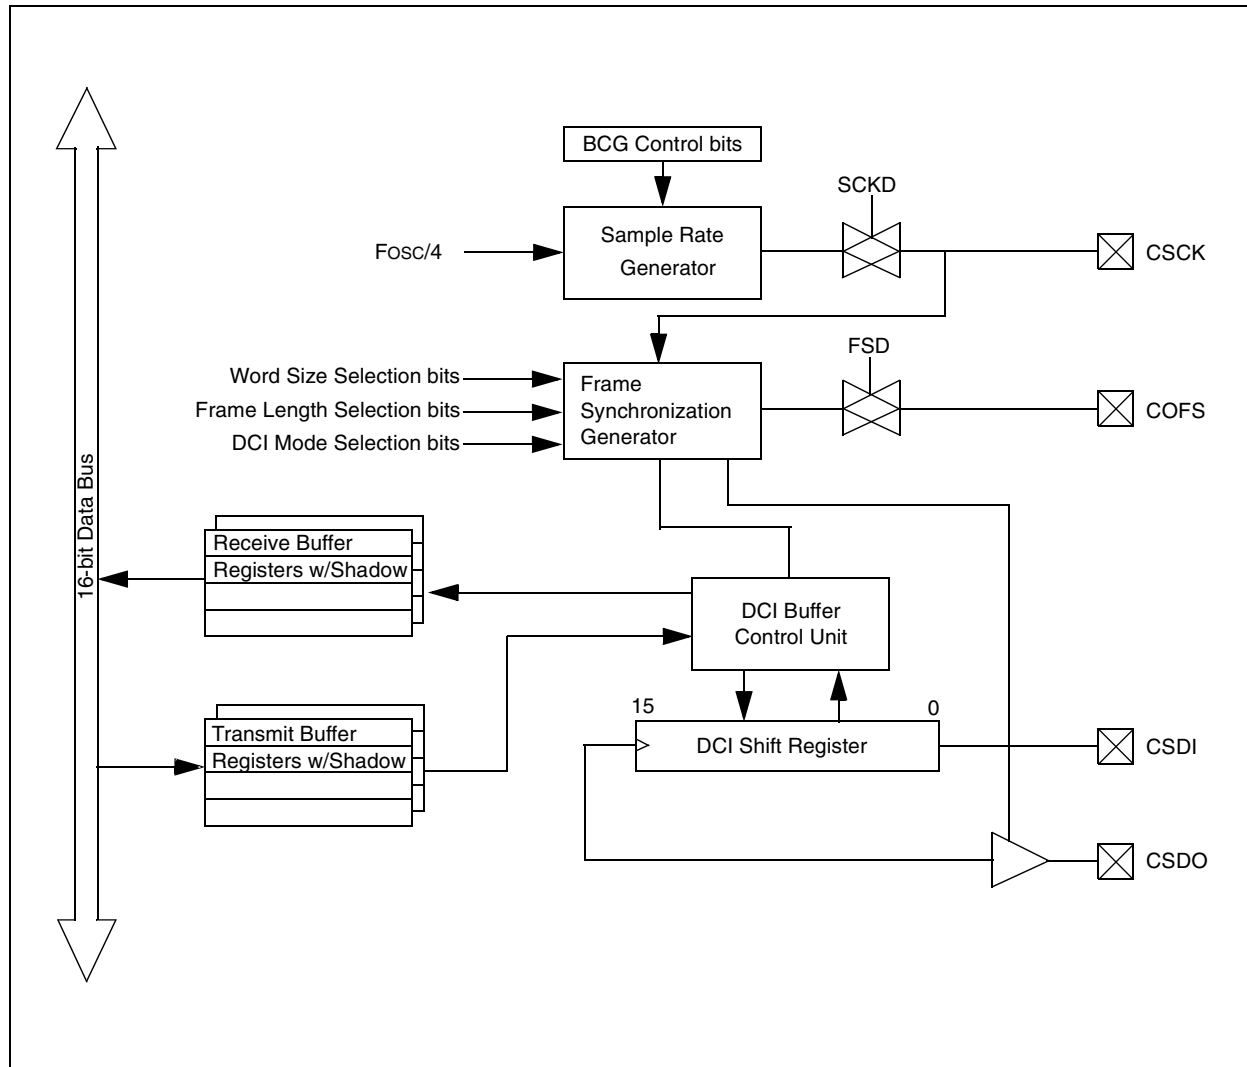 BCG Control bits
SCKD
Sample Rate
Generator
FOSC/4
CSCK
FSD
Word Size Selection bits
Frame Length Selection bits
DCI Mode Selection bits
Frame
Synchronization
Generator
COFS
16-bit Data Bus
Receive Buffer
Registers w/Shadow
DCI Buffer
Control Unit
15
0
Transmit Buffer
Registers w/Shadow
DCI Shift Register
CSDI
CSDO